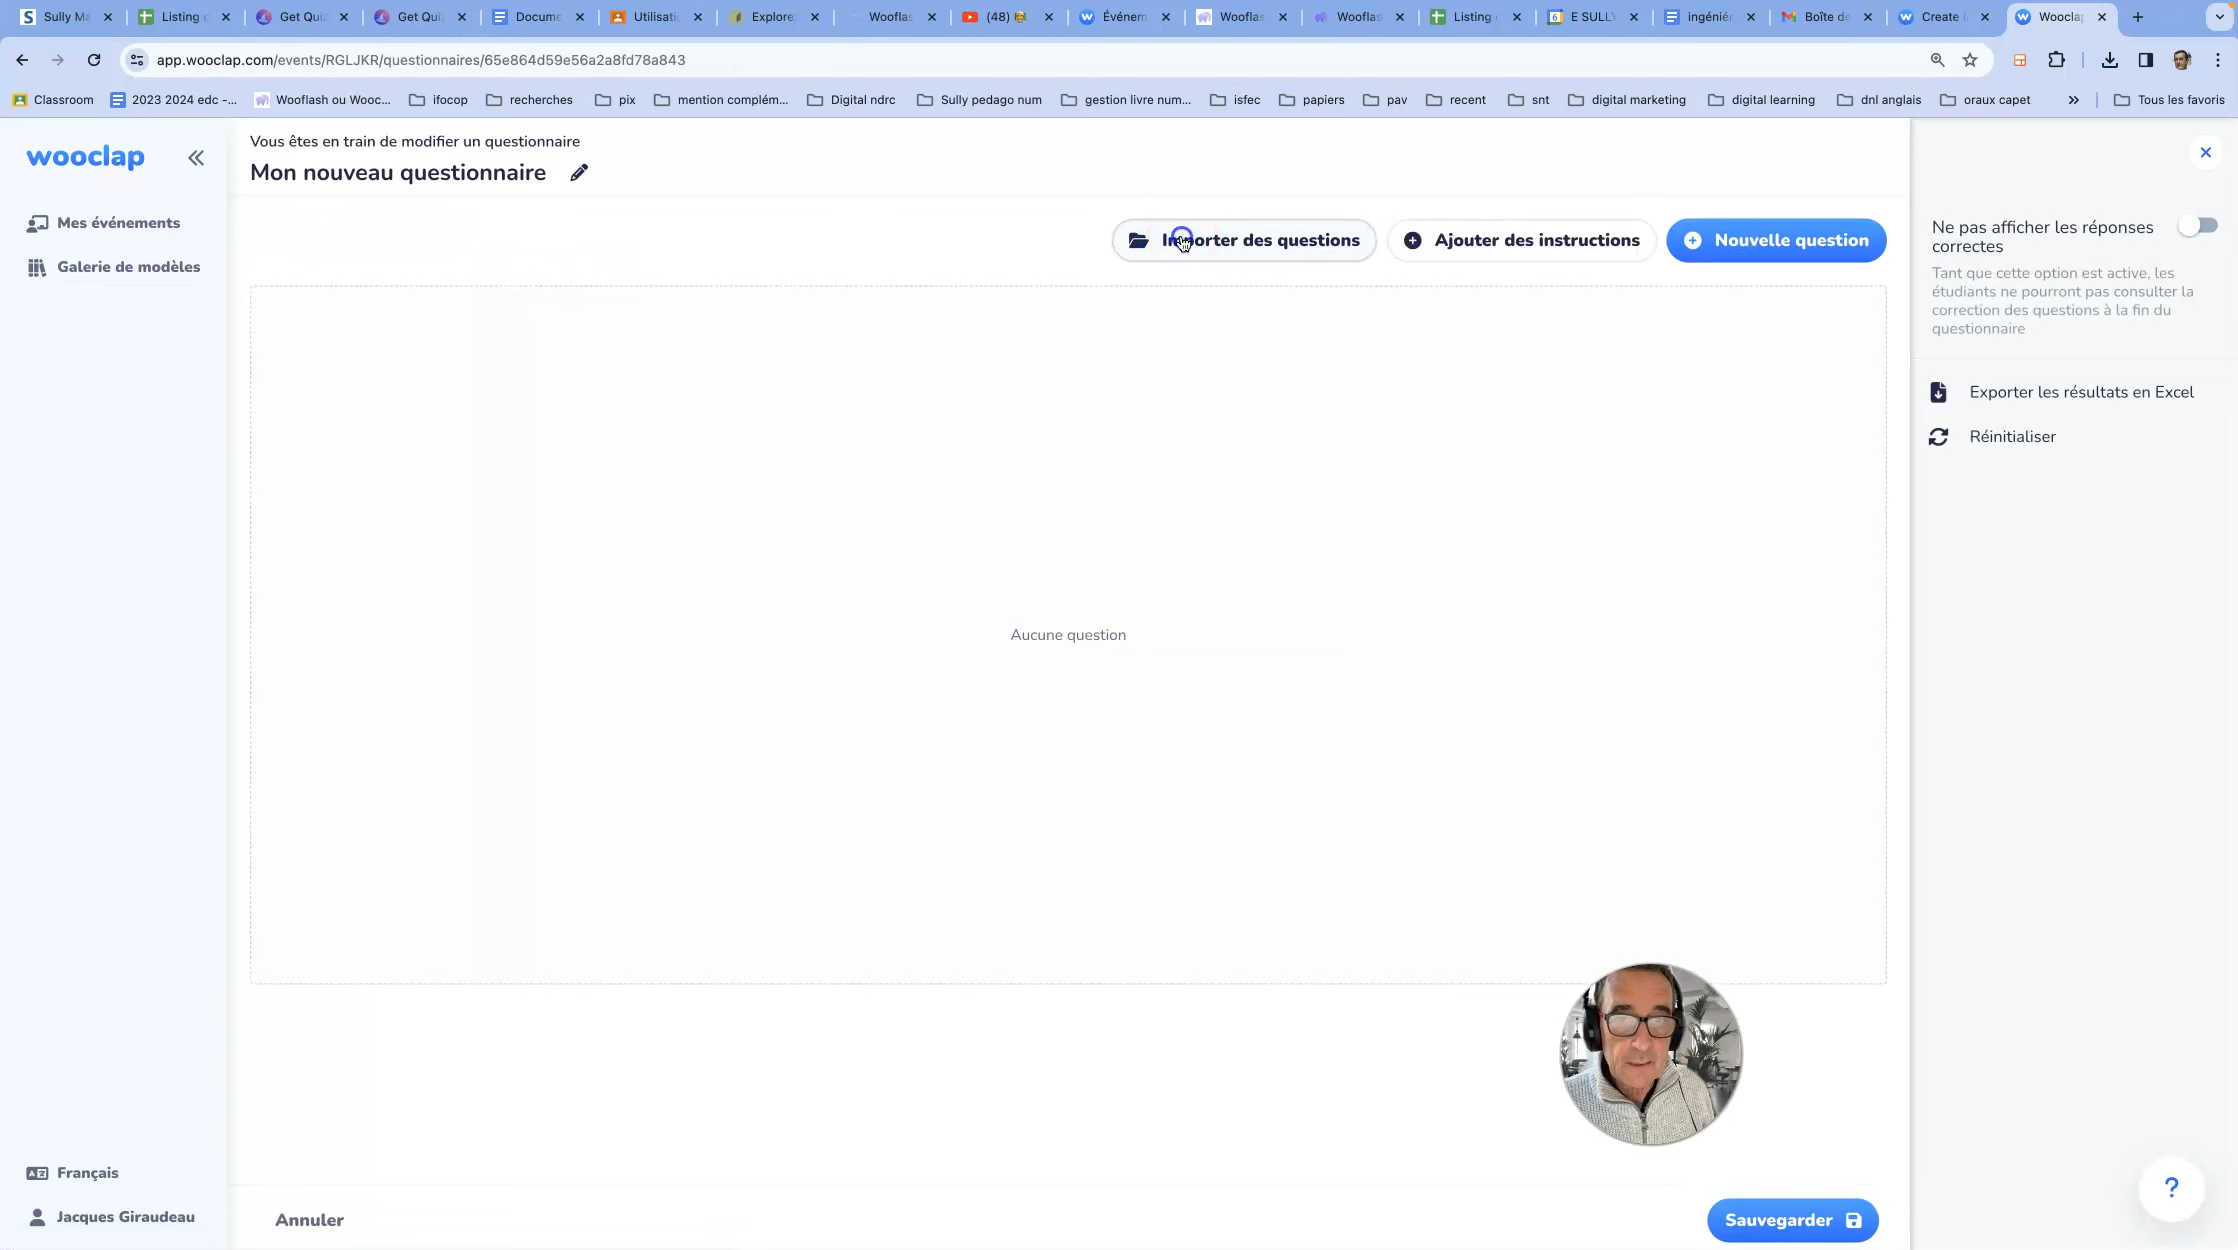 Sully Ma
Listing
Get Qui
Get Qui
Docume
Utilisati
Explore
Wooflas
(48)
Événem
Wooflas
Wooflas
Listing
E SULLY
ingénier
Boîte de
Create
Wooclap
app.wooclap.com/events/RGLJKR/questionnaires/65e864d59e56a2a8fd78a843
Classroom
2023 2024 edc -...
Wooflash ou Wooc...
ifocop
recherches
pix
mention complém...
Digital ndrc
Sully pedago num
gestion livre num...
isfec
papiers
pav
recent
snt
digital marketing
digital learning
dnl anglais
oraux capet
»
Tous les favoris
wooclap
Vous êtes en train de modifier un questionnaire
Mon nouveau questionnaire
Mes événements
Galerie de modèles
Importer des questions
Ajouter des instructions
Nouvelle question
Aucune question
Ne pas afficher les réponses
correctes
Tant que cette option est active, les
étudiants ne pourront pas consulter la
correction des questions à la fin du
questionnaire
Exporter les résultats en Excel
Réinitialiser
Français
Jacques Giraudeau
Annuler
Sauvegarder
?